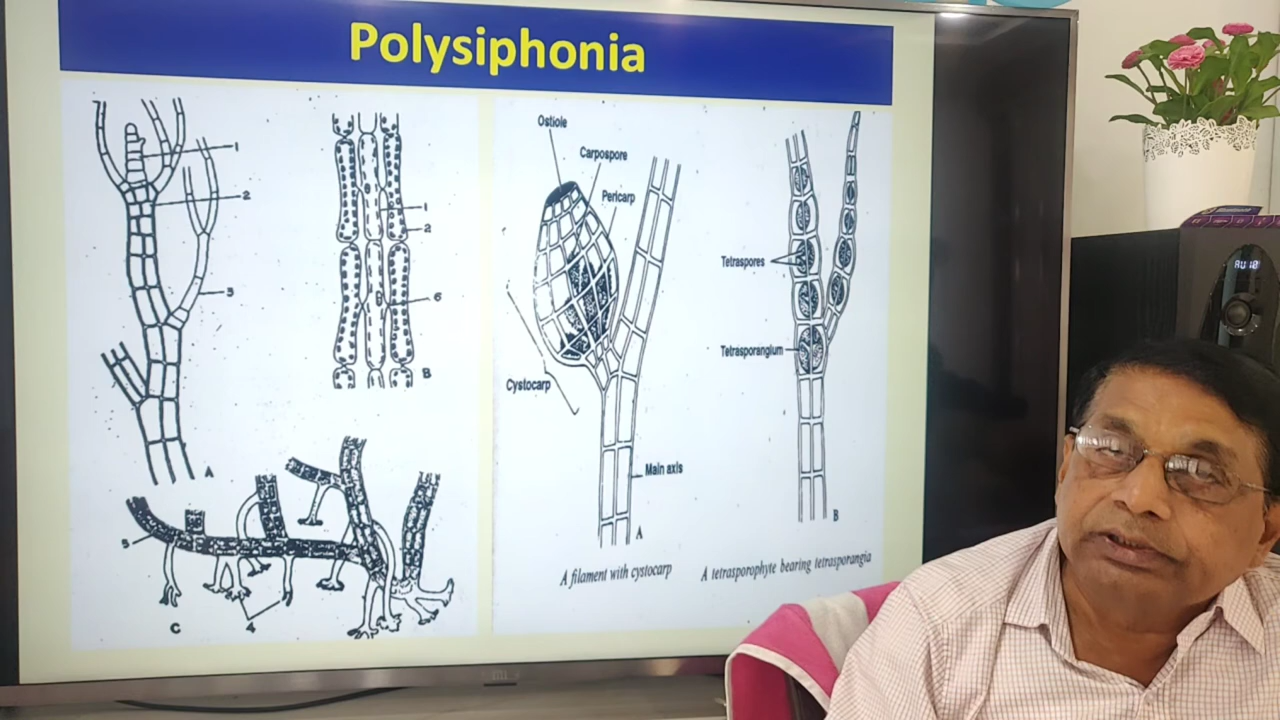 Polysiphonia
1
2
3
A
1
2
6
B
5
4
C
Ostiole
Carpospore
Pericarp
Cystocarp
Main axis
A
A filament with cystocarp
Tetraspores
Tetrasporangium
B
A tetrasporophyte bearing tetrasporangia